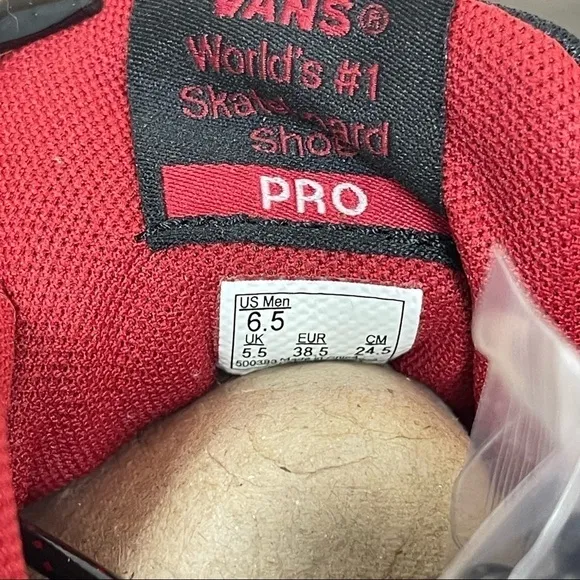 VANS®
World's #1
Skateboard
Shoe
PRO
US Men
6.5
UK EUR CM
5.5 38.5 24.5
500383